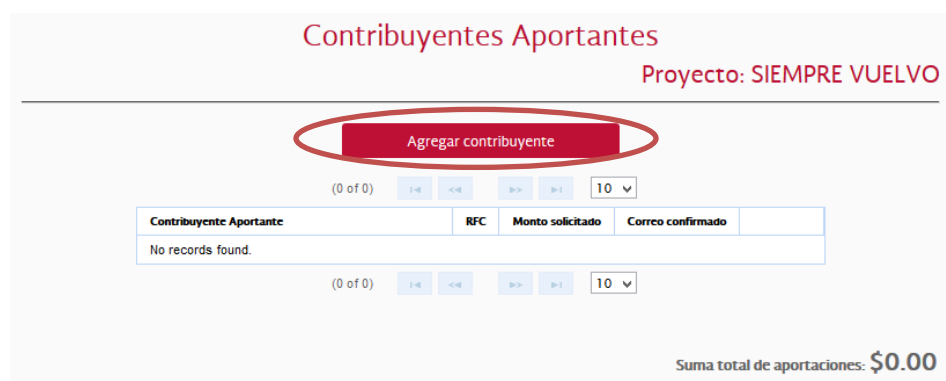 Contribuyentes Aportantes
Proyecto: SIEMPRE VUELVO
Agregar contribuyente
(0 of 0) 10
Contribuyente Aportante RFC Monto solicitado Correo confirmado
No records found.
(0 of 0) 10
Suma total de aportaciones: $0.00